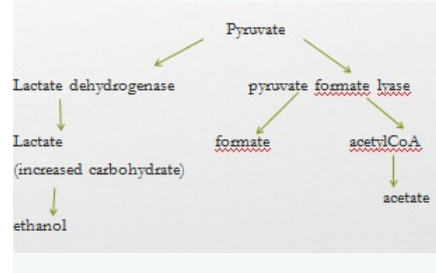 Pyruvate
Lactate dehydrogenase pyruvate formate lyase
Lactate formate acetylCoA
(increased carbohydrate)
acetate
ethanol